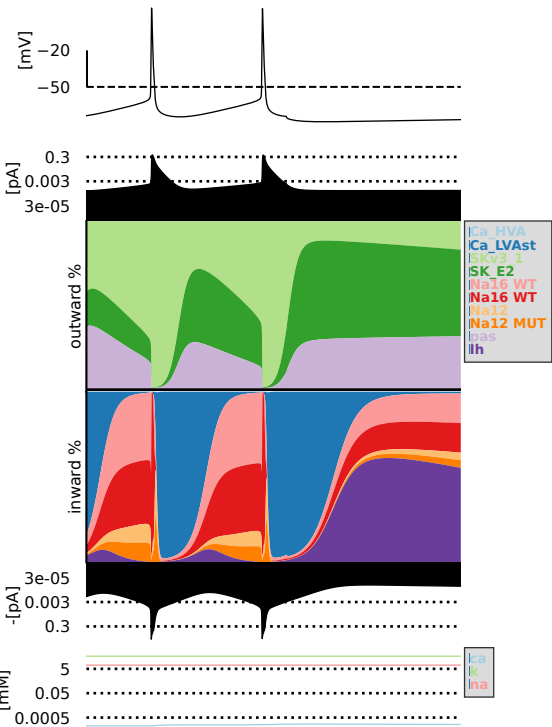 [mV]
−20
−50
[pA]
0.3
0.003
3e-05
outward %
Ca_HVA
Ca_LVAst
SKv3_1
SK_E2
Na16 WT
Na16 WT
Na12
Na12 MUT
pas
Ih
inward %
-[pA]
3e-05
0.003
0.3
[mM]
5
0.05
0.0005
ca
k
na